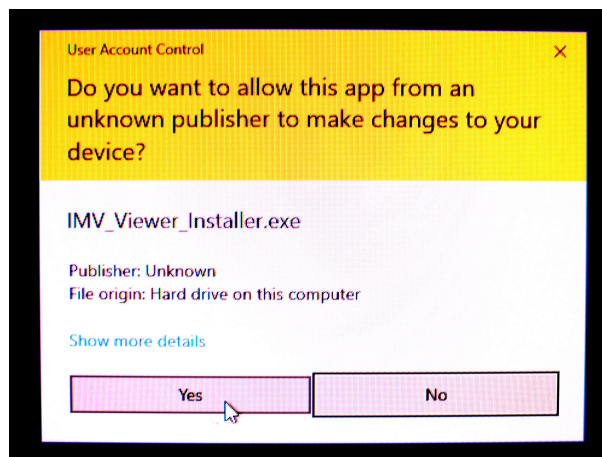 User Account Control
Do you want to allow this app from an
unknown publisher to make changes to your
device?
IMV_Viewer_Installer.exe
Publisher: Unknown
File origin: Hard drive on this computer
Show more details
Yes
No